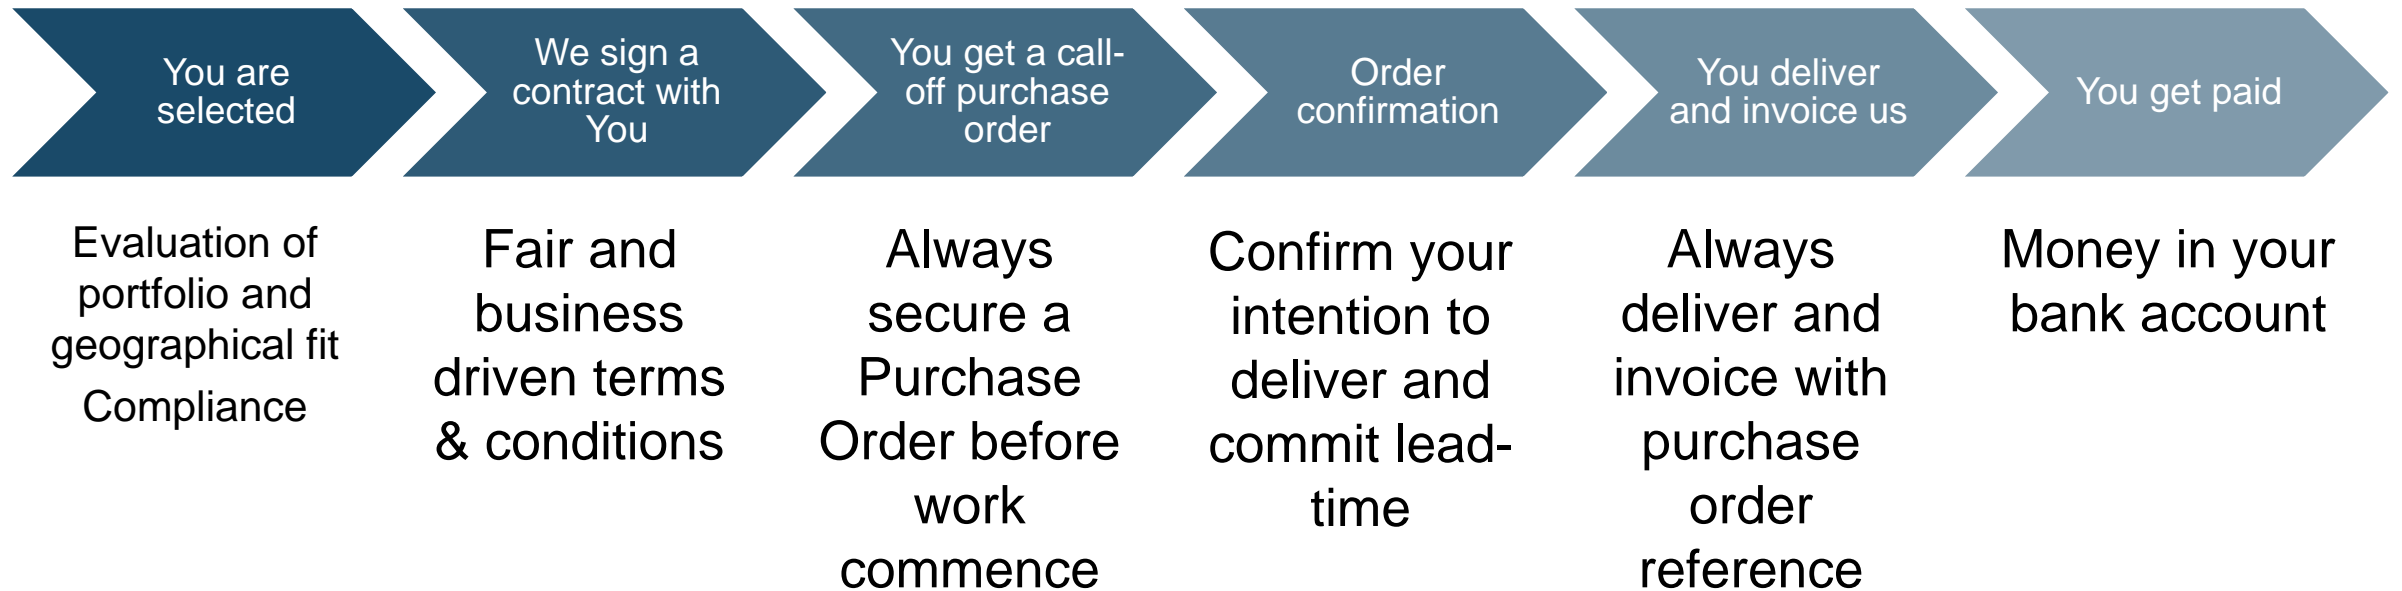 You are
selected
We sign a
contract with
You
You get a call-
off purchase
order
Order
confirmation
You deliver
and invoice us
You get paid
Evaluation of
portfolio and
geographical fit
Compliance
Fair and
business
driven terms
& conditions
Always
secure a
Purchase
Order before
work
commence
Confirm your
intention to
deliver and
commit lead-
time
Always
deliver and
invoice with
purchase
order
reference
Money in your
bank account